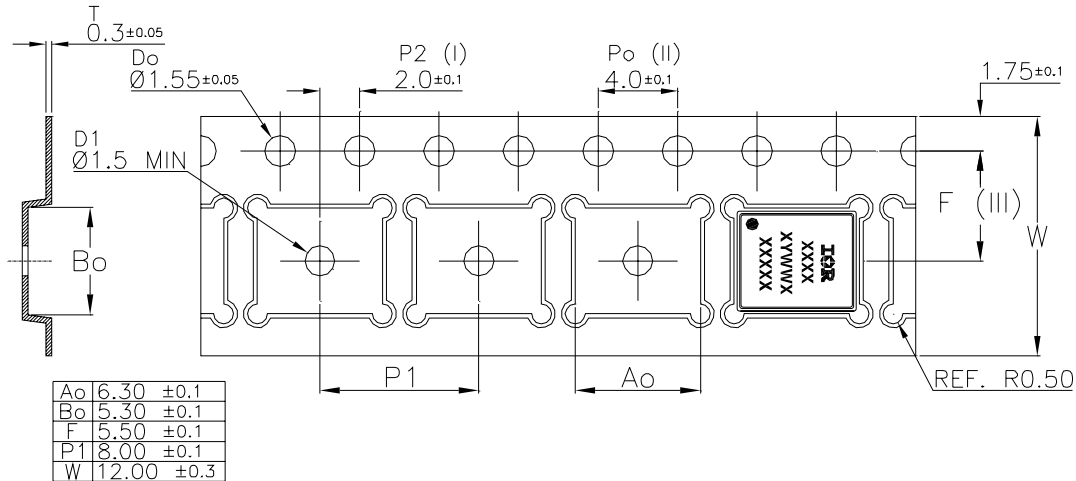 T
0.3±0.05
Do
Ø1.55±0.05
P2 (I)
2.0±0.1
Po (II)
4.0±0.1
1.75±0.1
D1
Ø1.5 MIN
F (III)
W
Bo
IOR
XXXX
XYWWX
XXXXX
P1
Ao
REF. R0.50
Ao 6.30 ±0.1
Bo 5.30 ±0.1
F 5.50 ±0.1
P1 8.00 ±0.1
W 12.00 ±0.3